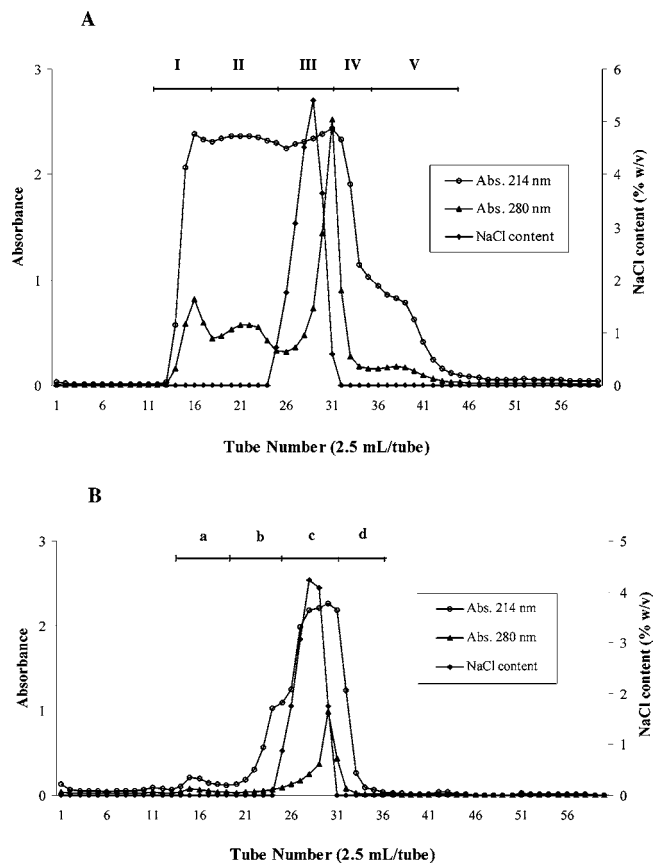 A
I II III IV V
3 6
5
2 4
3
1 2
1
0 0
Absorbance
NaCl content (% w/v)
Abs. 214 nm
Abs. 280 nm
NaCl content
1 6 11 16 21 26 31 36 41 46 51 56
Tube Number (2.5 mL/tube)
B
a b c d
3 5
4
2
3
2
1
1
0 0
Absorbance
NaCl content (% w/v)
Abs. 214 nm
Abs. 280 nm
NaCl content
1 6 11 16 21 26 31 36 41 46 51 56
Tube Number (2.5 mL/tube)